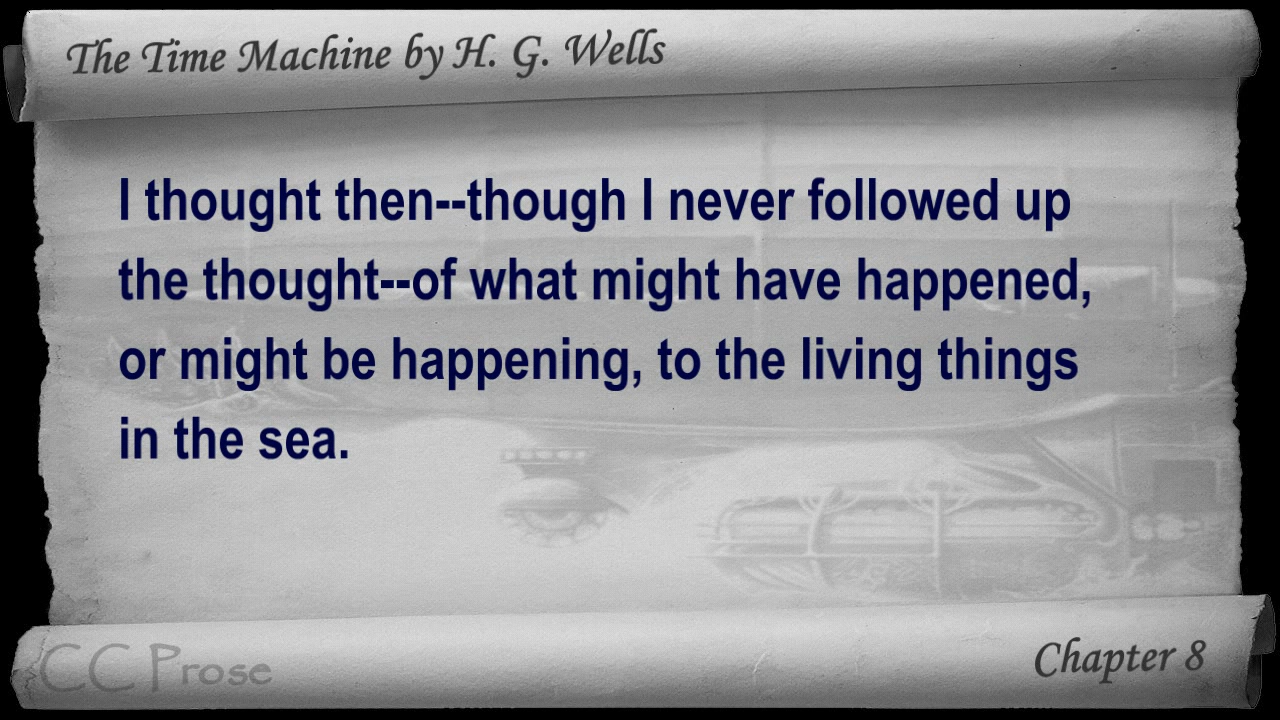 The Time Machine by H. G. Wells
I thought then--though I never followed up
the thought--of what might have happened,
or might be happening, to the living things
in the sea.
CC Prose
Chapter 8